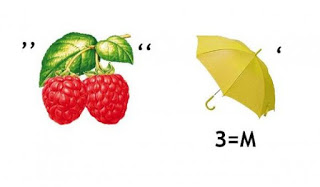 ,, “ ‘
3=М